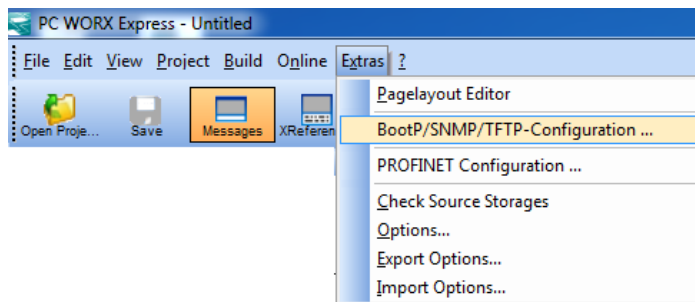 PC WORX Express - Untitled
File Edit View Project Build Online Extras ?
Open Proje... Save Messages XReferen
Pagelayout Editor
BootP/SNMP/TFTP-Configuration ...
PROFINET Configuration ...
Check Source Storages
Options...
Export Options...
Import Options...